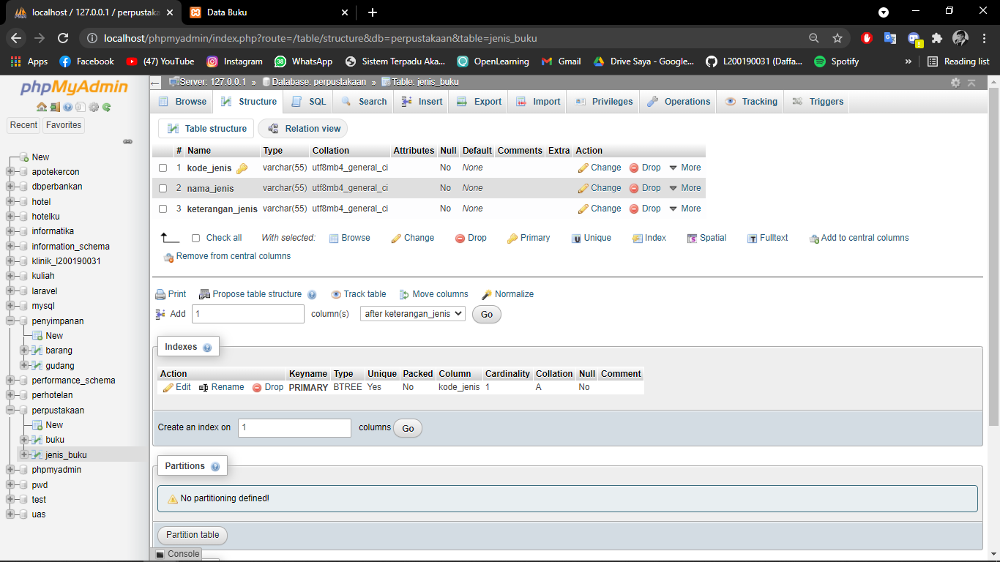 localhost / 127.0.0.1 / perpustaka
Data Buku
localhost/phpmyadmin/index.php?route=/table/structure&db=perpustakaan&table=jenis_buku
Apps Facebook (47) YouTube Instagram 38 WhatsApp Sistem Terpadu Aka... OpenLearning Gmail Drive Saya - Google... L200190031 (Daffa... Spotify » Reading list
phpMyAdmin
Recent Favorites
New
apotekercon
dbperbankan
hotel
hotelku
informatika
information_schema
klinik_l200190031
kuliah
laravel
mysql
penyimpanan
New
barang
gudang
performance_schema
perhotelan
perpustakaan
New
buku
jenis_buku
phpmyadmin
pwd
test
uas
Server: 127.0.0.1 » Database: perpustakaan » Table: jenis_buku
Browse Structure SQL Search Insert Export Import Privileges Operations Tracking Triggers
Table structure Relation view
# Name Type Collation Attributes Null Default Comments Extra Action
1 kode_jenis varchar(55) utf8mb4_general_ci No None Change Drop More
2 nama_jenis varchar(55) utf8mb4_general_ci No None Change Drop More
3 keterangan_jenis varchar(55) utf8mb4_general_ci No None Change Drop More
Check all With selected: Browse Change Drop Primary Unique Index Spatial Fulltext Add to central columns
Remove from central columns
Print Propose table structure Track table Move columns Normalize
Add 1 column(s) after keterangan_jenis Go
Indexes
Action Keyname Type Unique Packed Column Cardinality Collation Null Comment
Edit Rename Drop PRIMARY BTREE Yes No kode_jenis 1 A No
Create an index on 1 columns Go
Partitions
No partitioning defined!
Partition table
Console